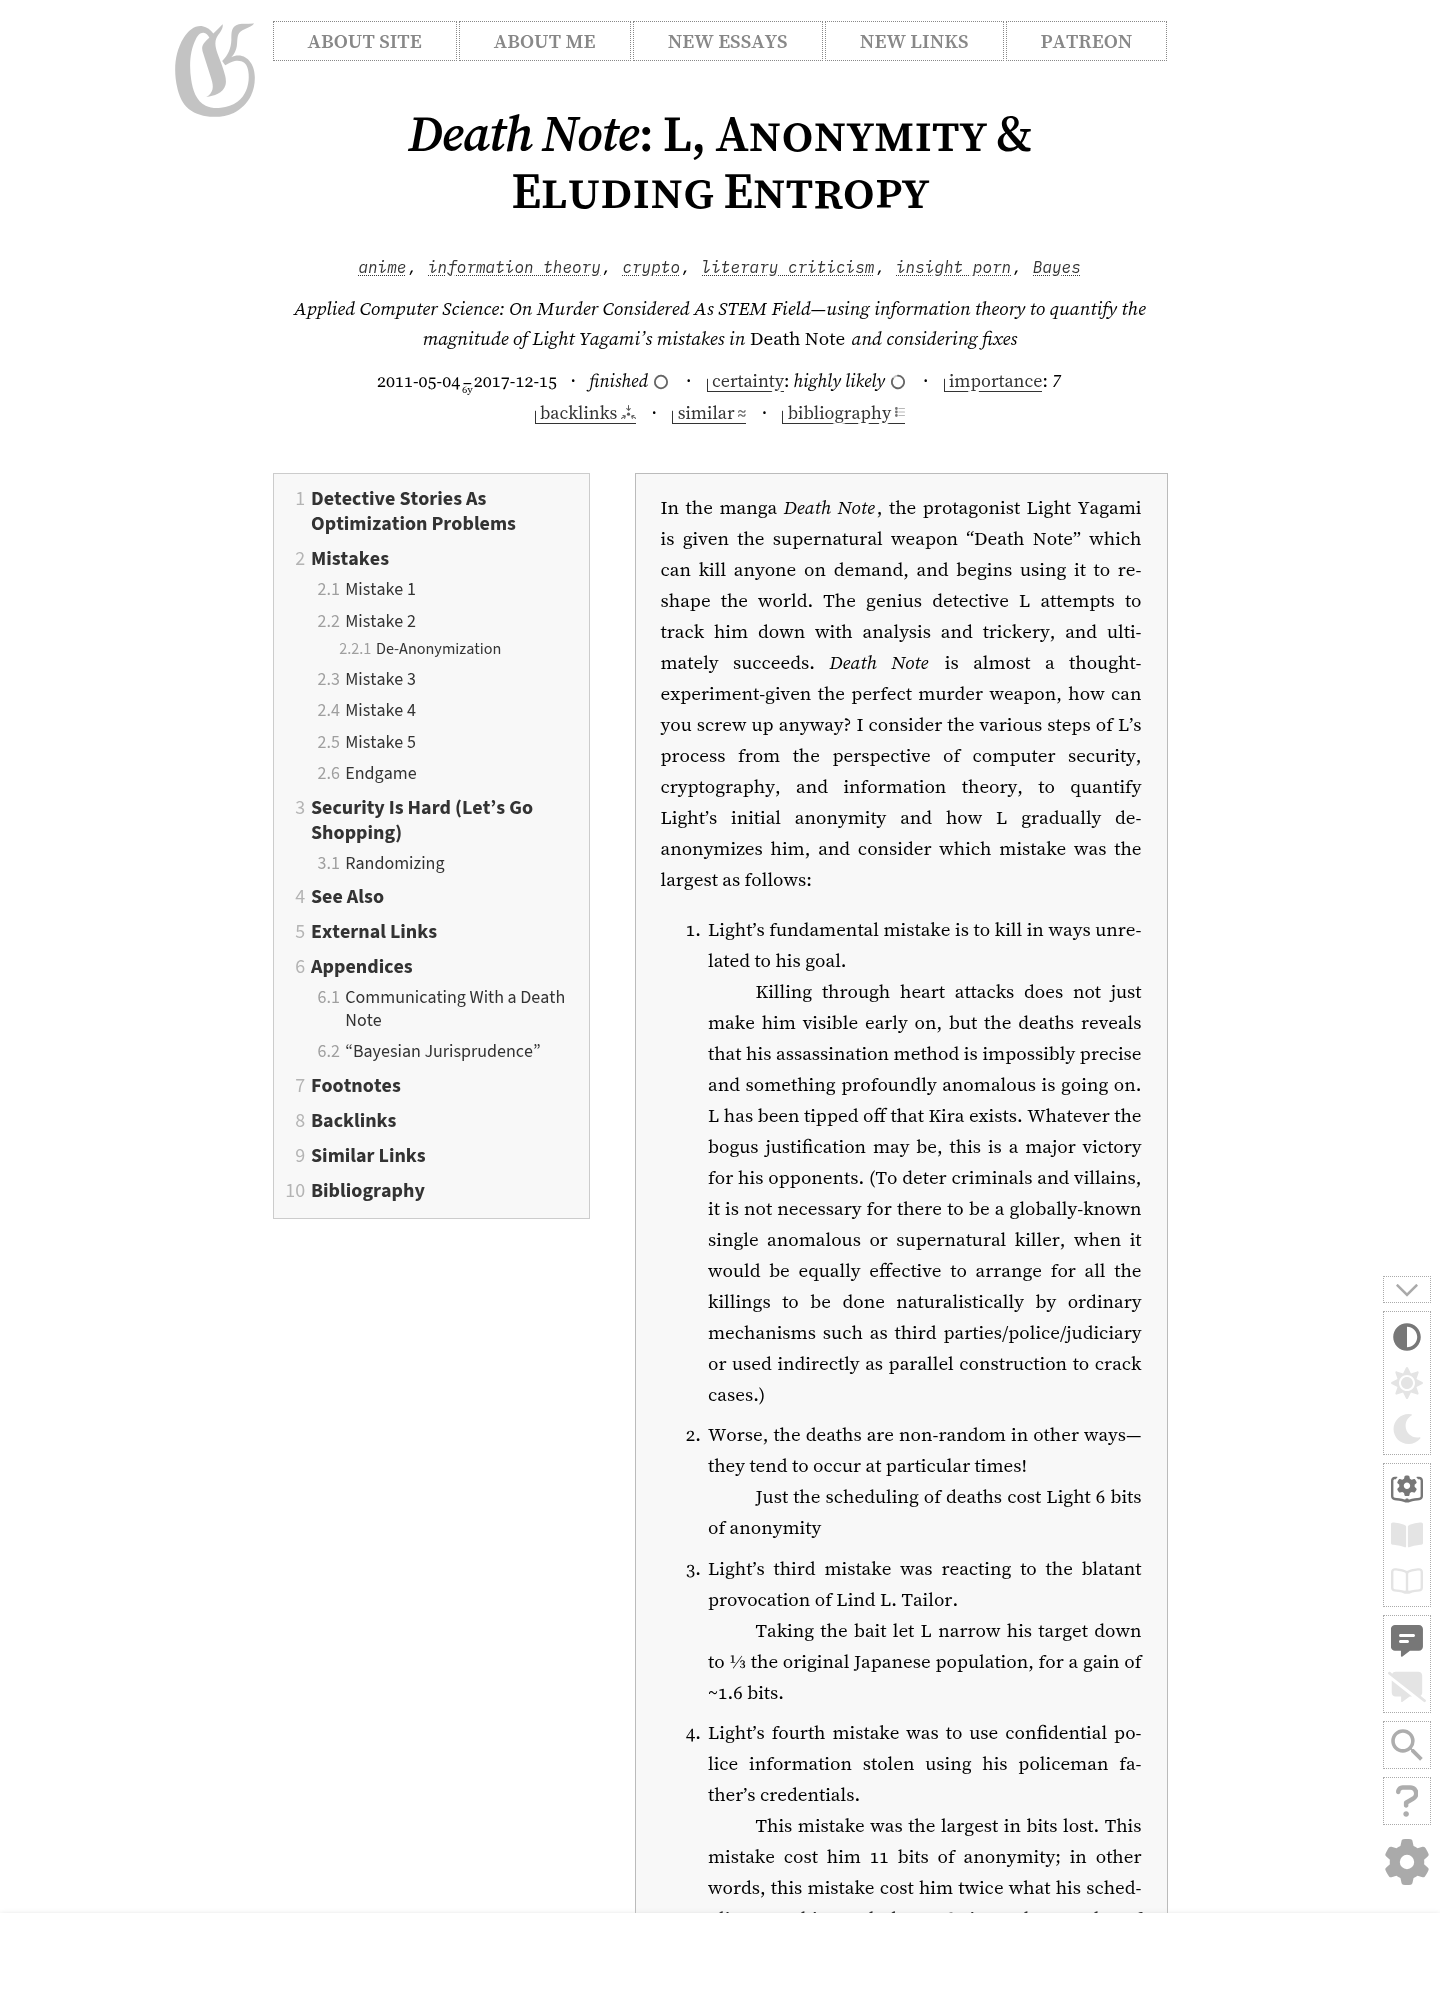 G
ABOUT SITE
ABOUT ME
NEW ESSAYS
NEW LINKS
PATREON
Death Note: L, Anonymity &
Eluding Entropy
anime, information theory, crypto, literary criticism, insight porn, Bayes
Applied Computer Science: On Murder Considered As STEM Field—using information theory to quantify the
magnitude of Light Yagami’s mistakes in Death Note and considering fixes
2011-05-04–2017-12-15 · finished · certainty: highly likely · importance: 7
6y
backlinks · similar ≈ · bibliography
1 Detective Stories As
Optimization Problems
2 Mistakes
2.1 Mistake 1
2.2 Mistake 2
2.2.1 De-Anonymization
2.3 Mistake 3
2.4 Mistake 4
2.5 Mistake 5
2.6 Endgame
3 Security Is Hard (Let’s Go
Shopping)
3.1 Randomizing
4 See Also
5 External Links
6 Appendices
6.1 Communicating With a Death
Note
6.2 “Bayesian Jurisprudence”
7 Footnotes
8 Backlinks
9 Similar Links
10 Bibliography
In the manga Death Note, the protagonist Light Yagami
is given the supernatural weapon “Death Note” which
can kill anyone on demand, and begins using it to re-
shape the world. The genius detective L attempts to
track him down with analysis and trickery, and ulti-
mately succeeds. Death Note is almost a thought-
experiment-given the perfect murder weapon, how can
you screw up anyway? I consider the various steps of L’s
process from the perspective of computer security,
cryptography, and information theory, to quantify
Light’s initial anonymity and how L gradually de-
anonymizes him, and consider which mistake was the
largest as follows:
1. Light’s fundamental mistake is to kill in ways unre-
lated to his goal.
Killing through heart attacks does not just
make him visible early on, but the deaths reveals
that his assassination method is impossibly precise
and something profoundly anomalous is going on.
L has been tipped off that Kira exists. Whatever the
bogus justification may be, this is a major victory
for his opponents. (To deter criminals and villains,
it is not necessary for there to be a globally-known
single anomalous or supernatural killer, when it
would be equally effective to arrange for all the
killings to be done naturalistically by ordinary
mechanisms such as third parties/police/judiciary
or used indirectly as parallel construction to crack
cases.)
2. Worse, the deaths are non-random in other ways—
they tend to occur at particular times!
Just the scheduling of deaths cost Light 6 bits
of anonymity
3. Light’s third mistake was reacting to the blatant
provocation of Lind L. Tailor.
Taking the bait let L narrow his target down
to ⅓ the original Japanese population, for a gain of
~1.6 bits.
4. Light’s fourth mistake was to use confidential po-
lice information stolen using his policeman fa-
ther’s credentials.
This mistake was the largest in bits lost. This
mistake cost him 11 bits of anonymity; in other
words, this mistake cost him twice what his sched-